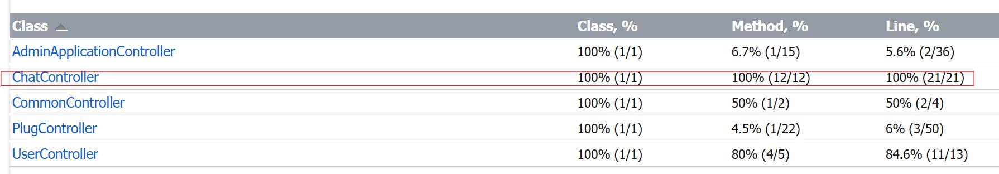 Class Class, % Method, % Line, %
AdminApplicationController 100% (1/1) 6.7% (1/15) 5.6% (2/36)
ChatController 100% (1/1) 100% (12/12) 100% (21/21)
CommonController 100% (1/1) 50% (1/2) 50% (2/4)
PlugController 100% (1/1) 4.5% (1/22) 6% (3/50)
UserController 100% (1/1) 80% (4/5) 84.6% (11/13)